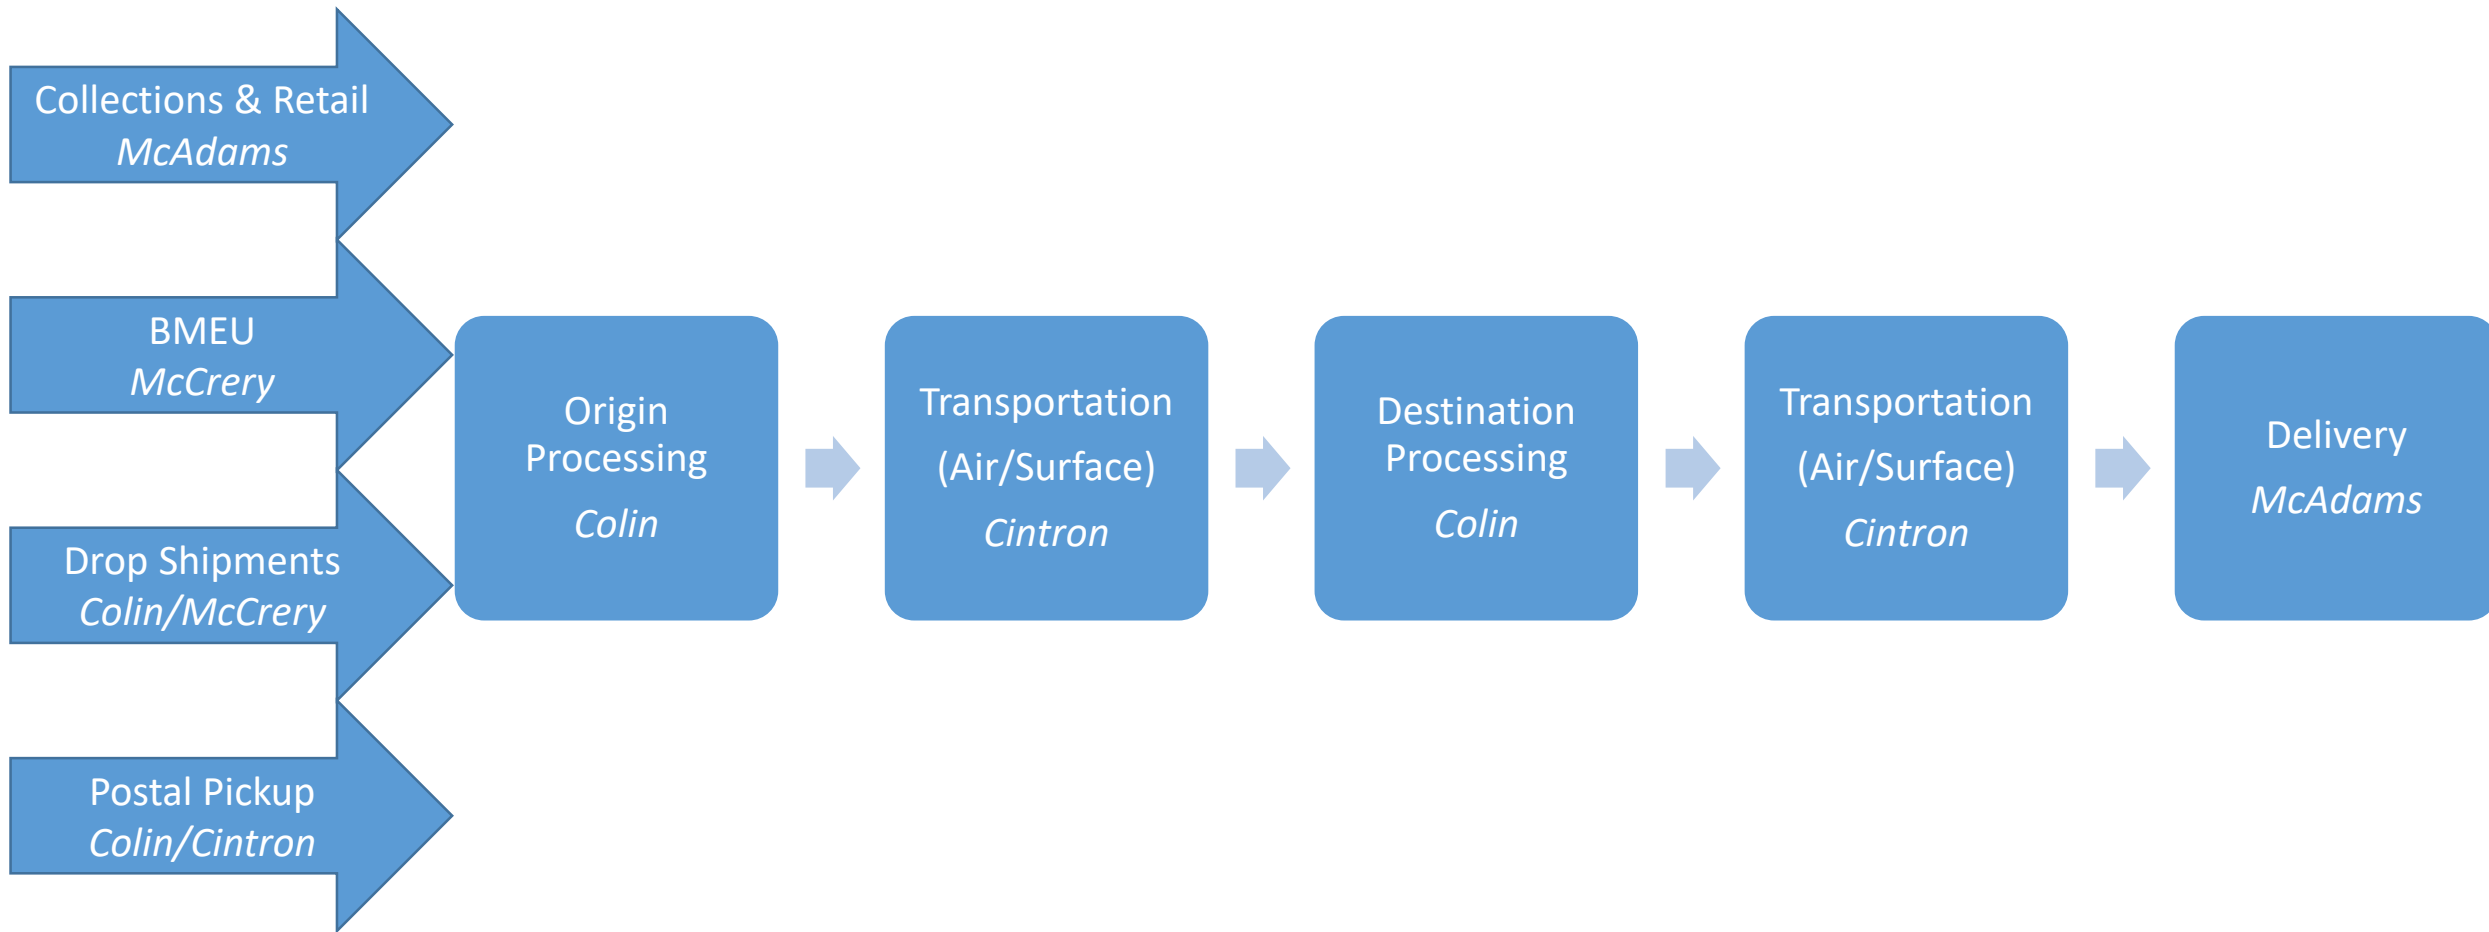 Collections & Retail
McAdams
BMEU
McCrery
Drop Shipments
Colin/McCrery
Postal Pickup
Colin/Cintron
Origin
Processing
Colin
Transportation
(Air/Surface)
Cintron
Destination
Processing
Colin
Transportation
(Air/Surface)
Cintron
Delivery
McAdams